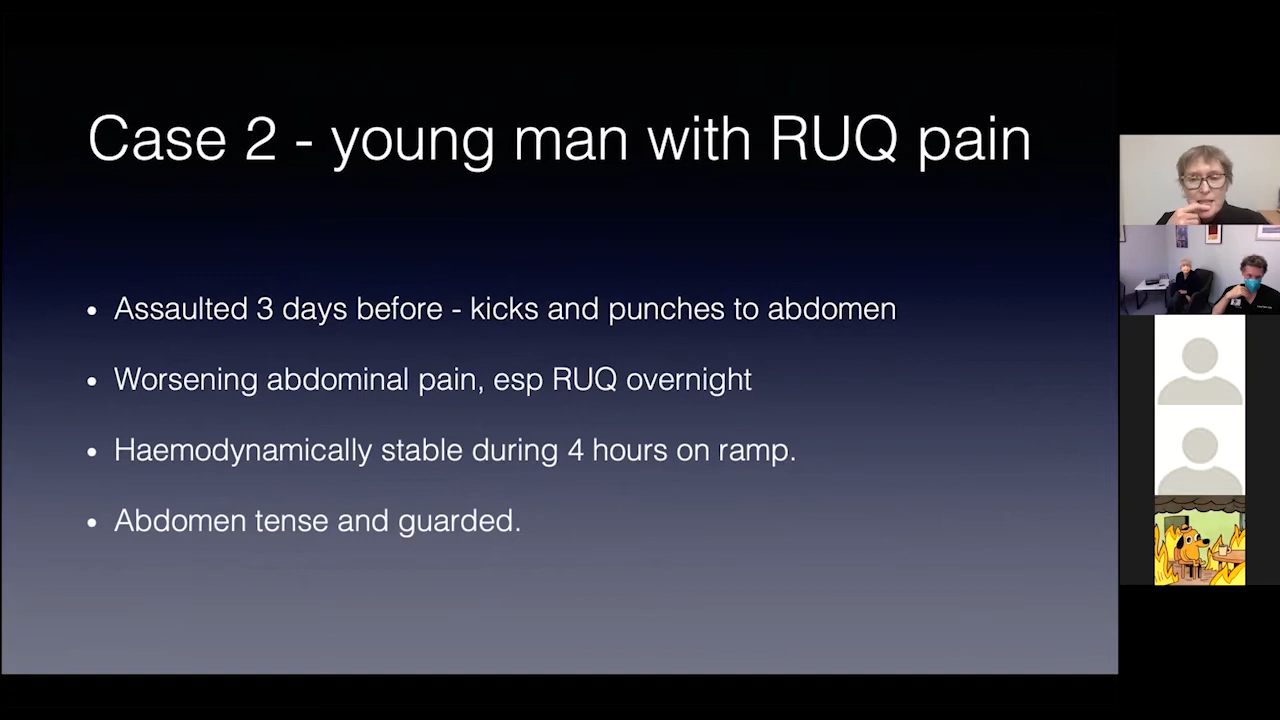 Case 2 - young man with RUQ pain
• Assaulted 3 days before - kicks and punches to abdomen
• Worsening abdominal pain, esp RUQ overnight
• Haemodynamically stable during 4 hours on ramp.
• Abdomen tense and guarded.